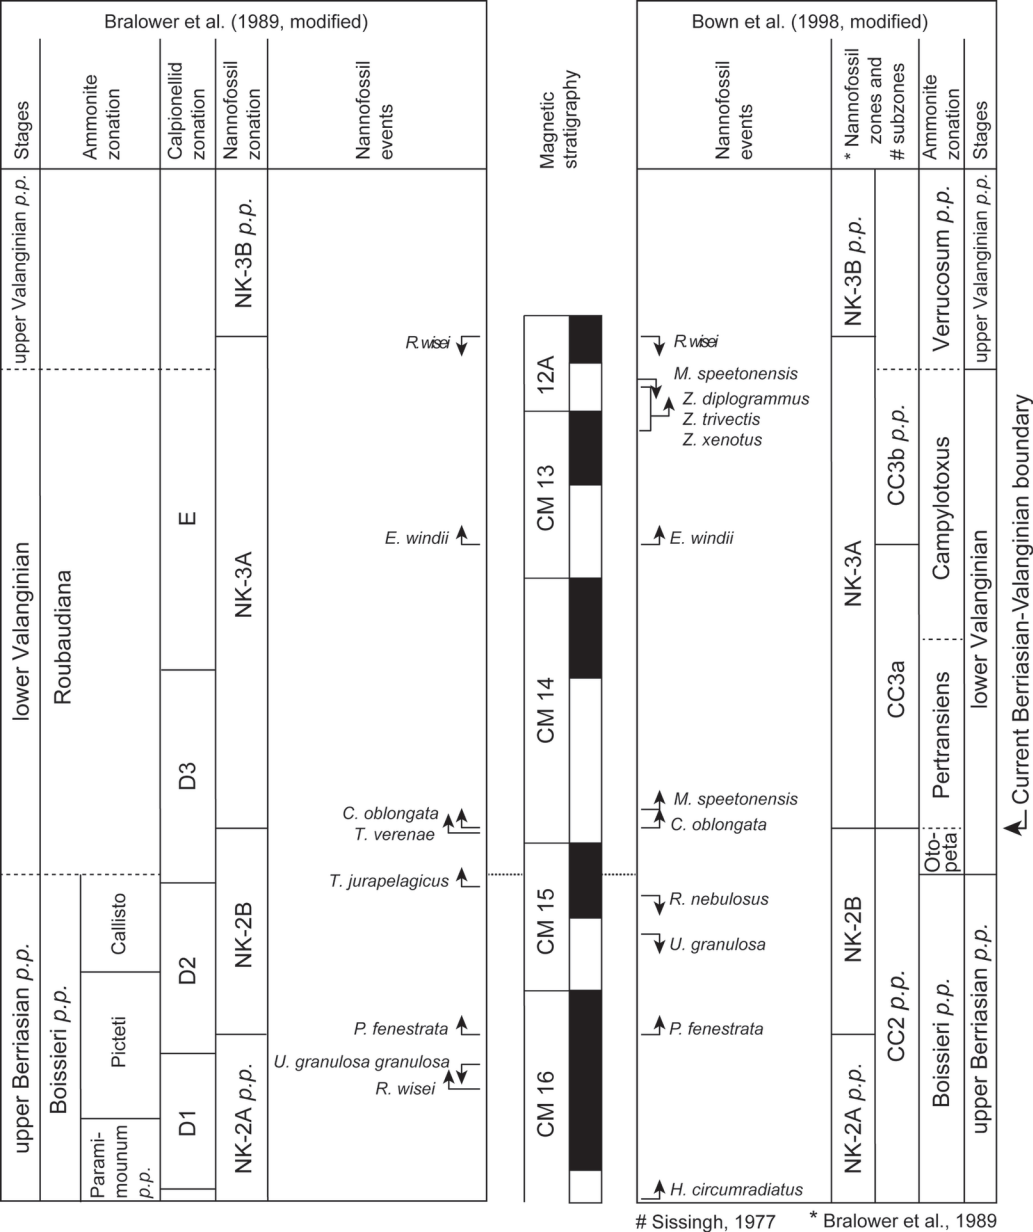 Bralower et al. (1989, modified)
Stages
Ammonite
zonation
Calpionellid
zonation
Nannofossil
zonation
Nannofossil
events
upper Valanginian p.p.
lower Valanginian
upper Berriasian p.p.
Roubaudiana
Boissieri p.p.
Callisto
Picteti
Parami-
mounum
p.p.
E
D3
D2
D1
NK-3B p.p.
NK-3A
NK-2B
NK-2A p.p.
R.wisei
E. windii
C. oblongata
T. verenae
T. jurapelagicus
P. fenestrata
U. granulosa granulosa
R. wisei
Magnetic
stratigraphy
12A
CM 13
CM 14
CM 15
CM 16
Bown et al. (1998, modified)
Nannofossil
events
* Nannofossil
zones and
# subzones
Ammonite
zonation
Stages
R.wisei
M. speetonensis
Z. diplogrammus
Z. trivectis
Z. xenotus
E. windii
M. speetonensis
C. oblongata
R. nebulosus
U. granulosa
P. fenestrata
H. circumradiatus
NK-3B p.p.
NK-3A
NK-2B
NK-2A p.p.
CC3b p.p.
CC3a
CC2 p.p.
Verrucosum p.p.
Campylotoxus
Pertransiens
Oto-
peta
Boissieri p.p.
upper Valanginian p.p.
lower Valanginian
upper Berriasian p.p.
Current Berriasian-Valanginian boundary
# Sissingh, 1977
* Bralower et al., 1989